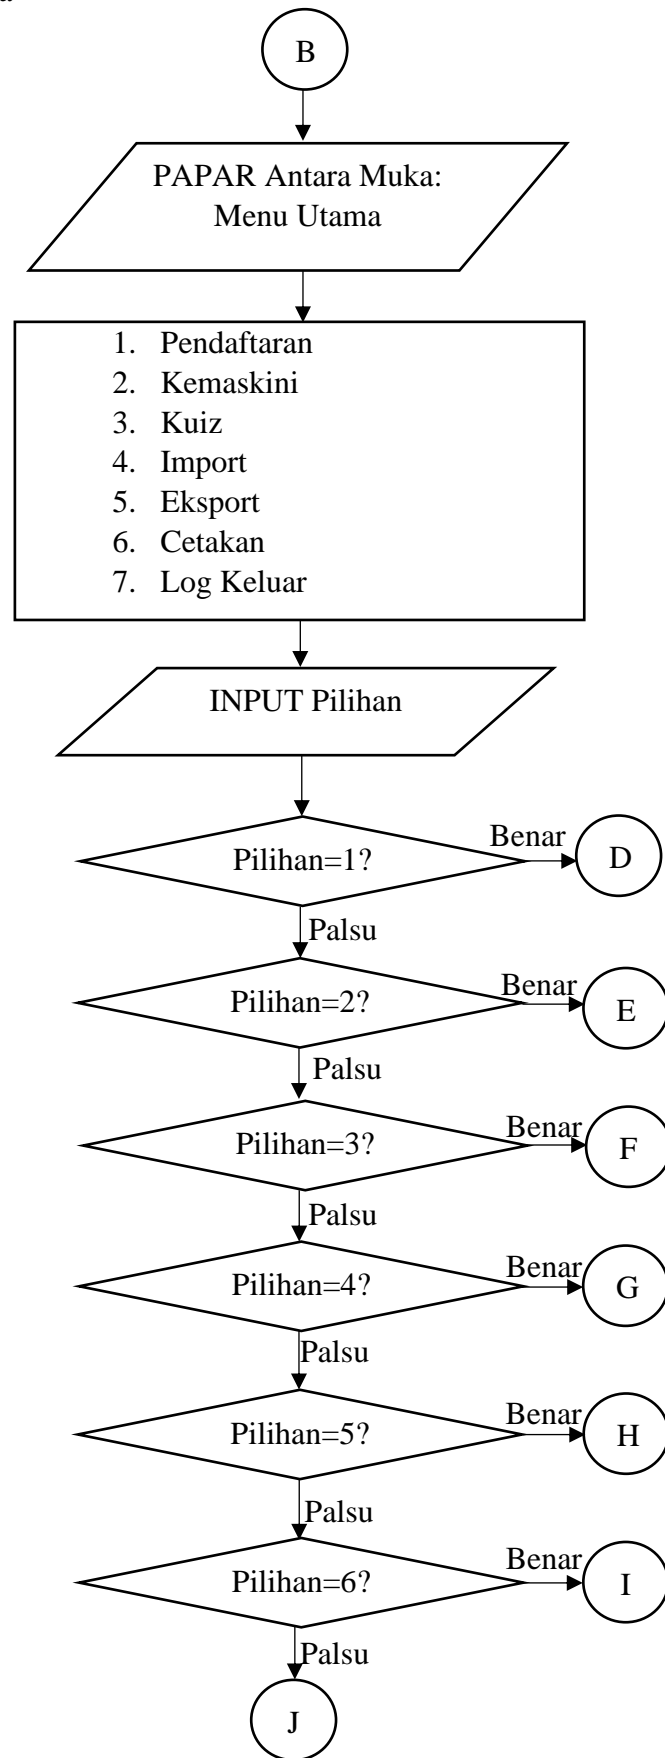 B
PAPAR Antara Muka:
Menu Utama
1. Pendaftaran
2. Kemaskini
3. Kuiz
4. Import
5. Eksport
6. Cetakan
7. Log Keluar
INPUT Pilihan
Pilihan=1?
Benar
D
Palsu
Pilihan=2?
Benar
E
Palsu
Pilihan=3?
Benar
F
Palsu
Pilihan=4?
Benar
G
Palsu
Pilihan=5?
Benar
H
Palsu
Pilihan=6?
Benar
I
Palsu
J